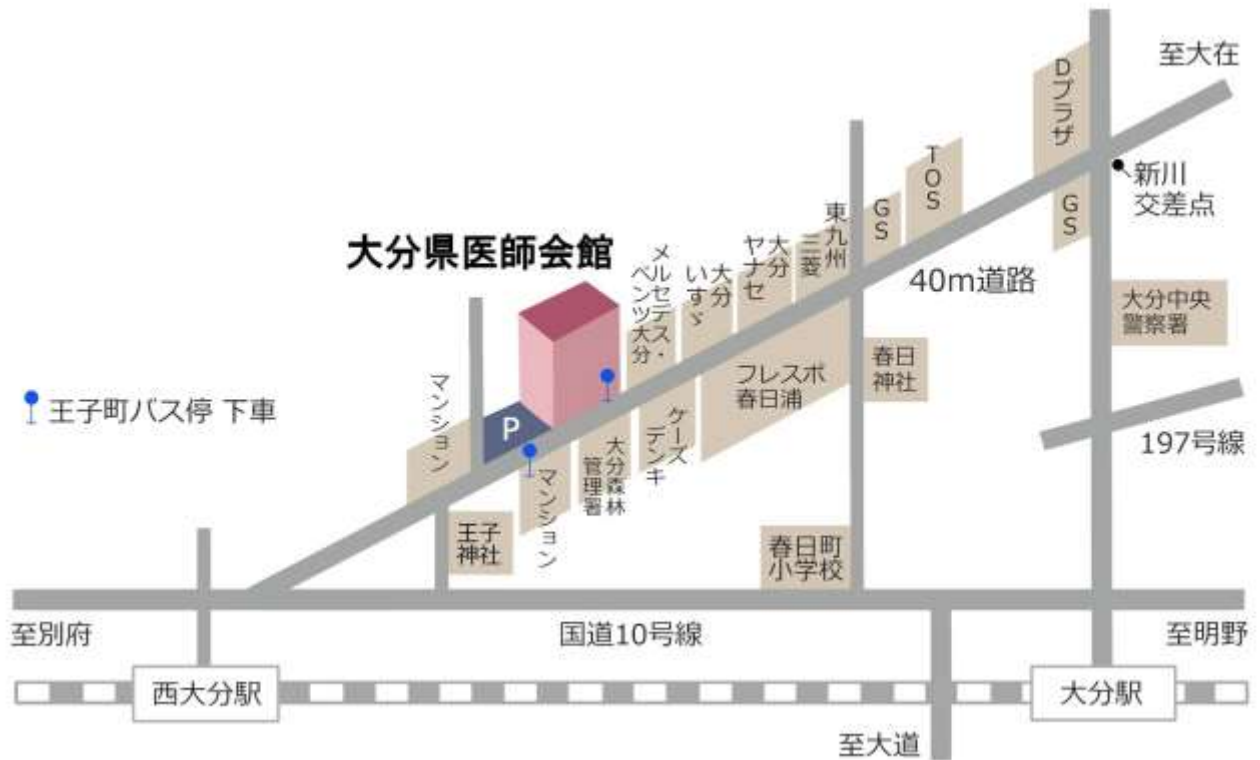 至大在
Dプラザ
新川
交差点
TOS
GS
GS
東九州
三菱
大分
ヤナセ
大分
いすゞ
メルセデス・
ベンツ大分
大分県医師会館
40m道路
大分中央
警察署
春日
神社
フレスポ
春日浦
マンション
王子町バス停 下車
P
ケーズ
デンキ
197号線
大分森林
管理署
マンション
王子
神社
春日町
小学校
至別府
国道10号線
至明野
西大分駅
大分駅
至大道